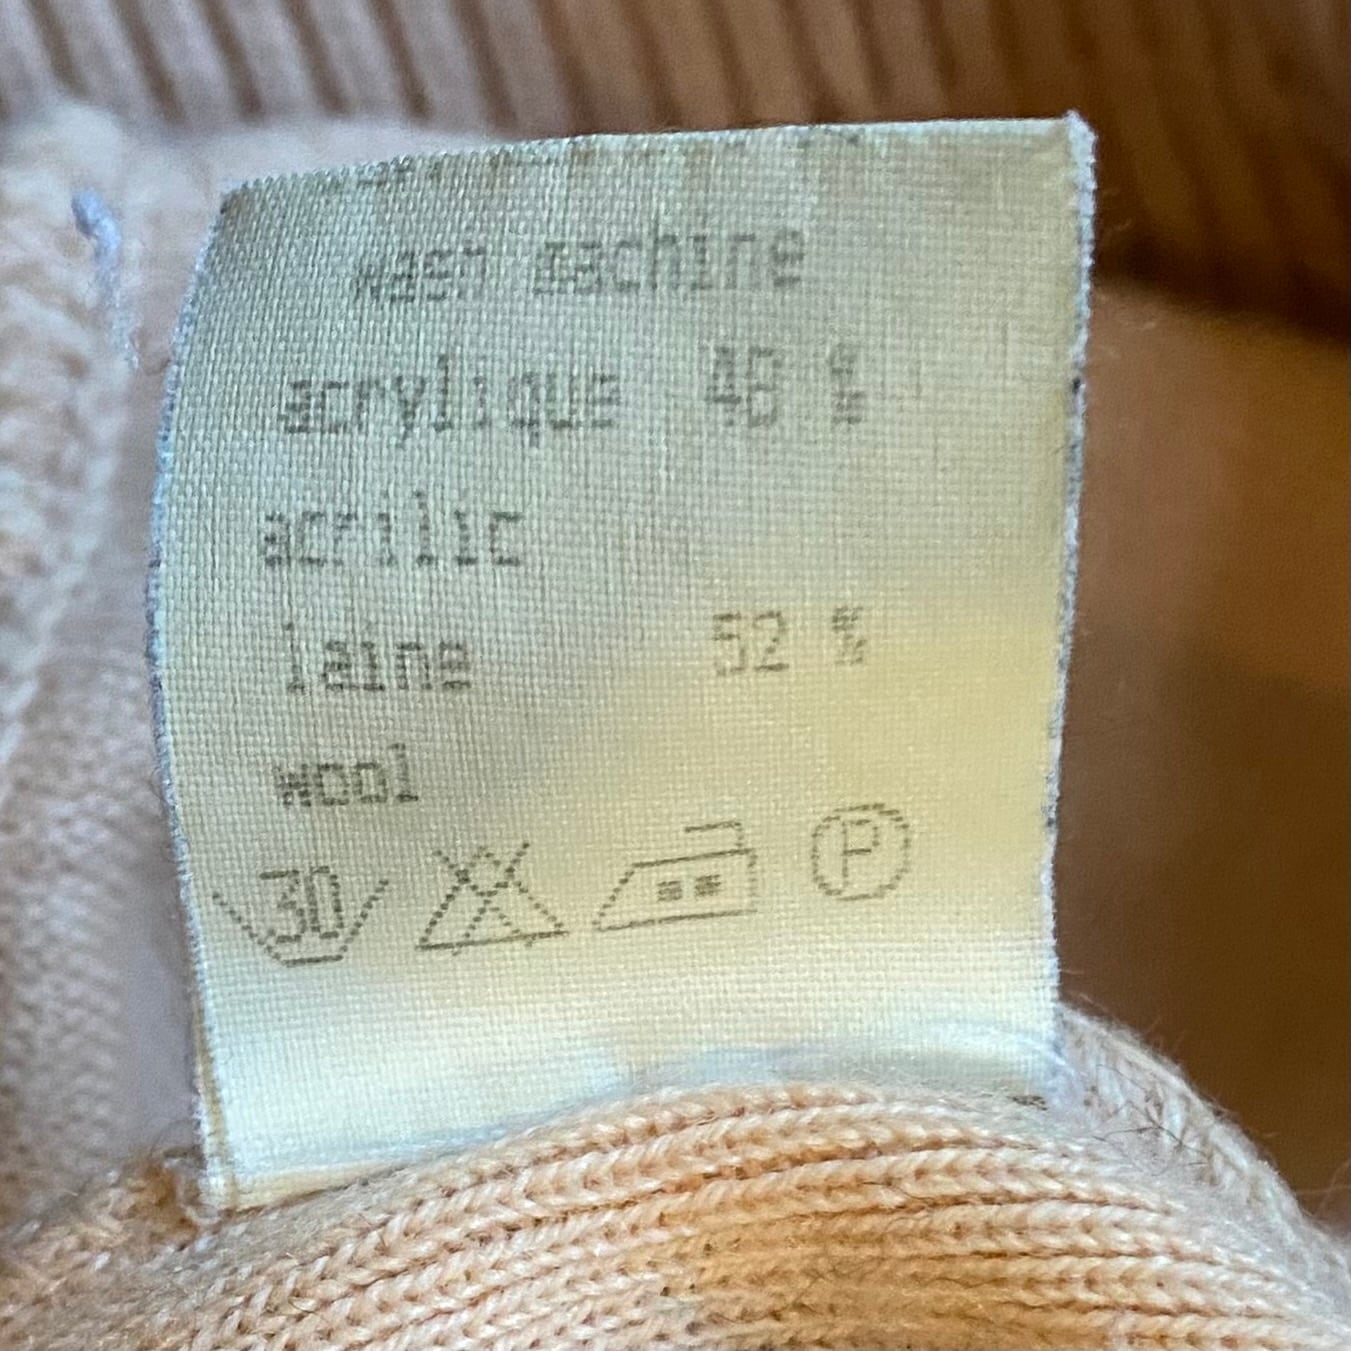 wash machine
acrylique 48 %
acrilic
laine 52 %
wool
30 P